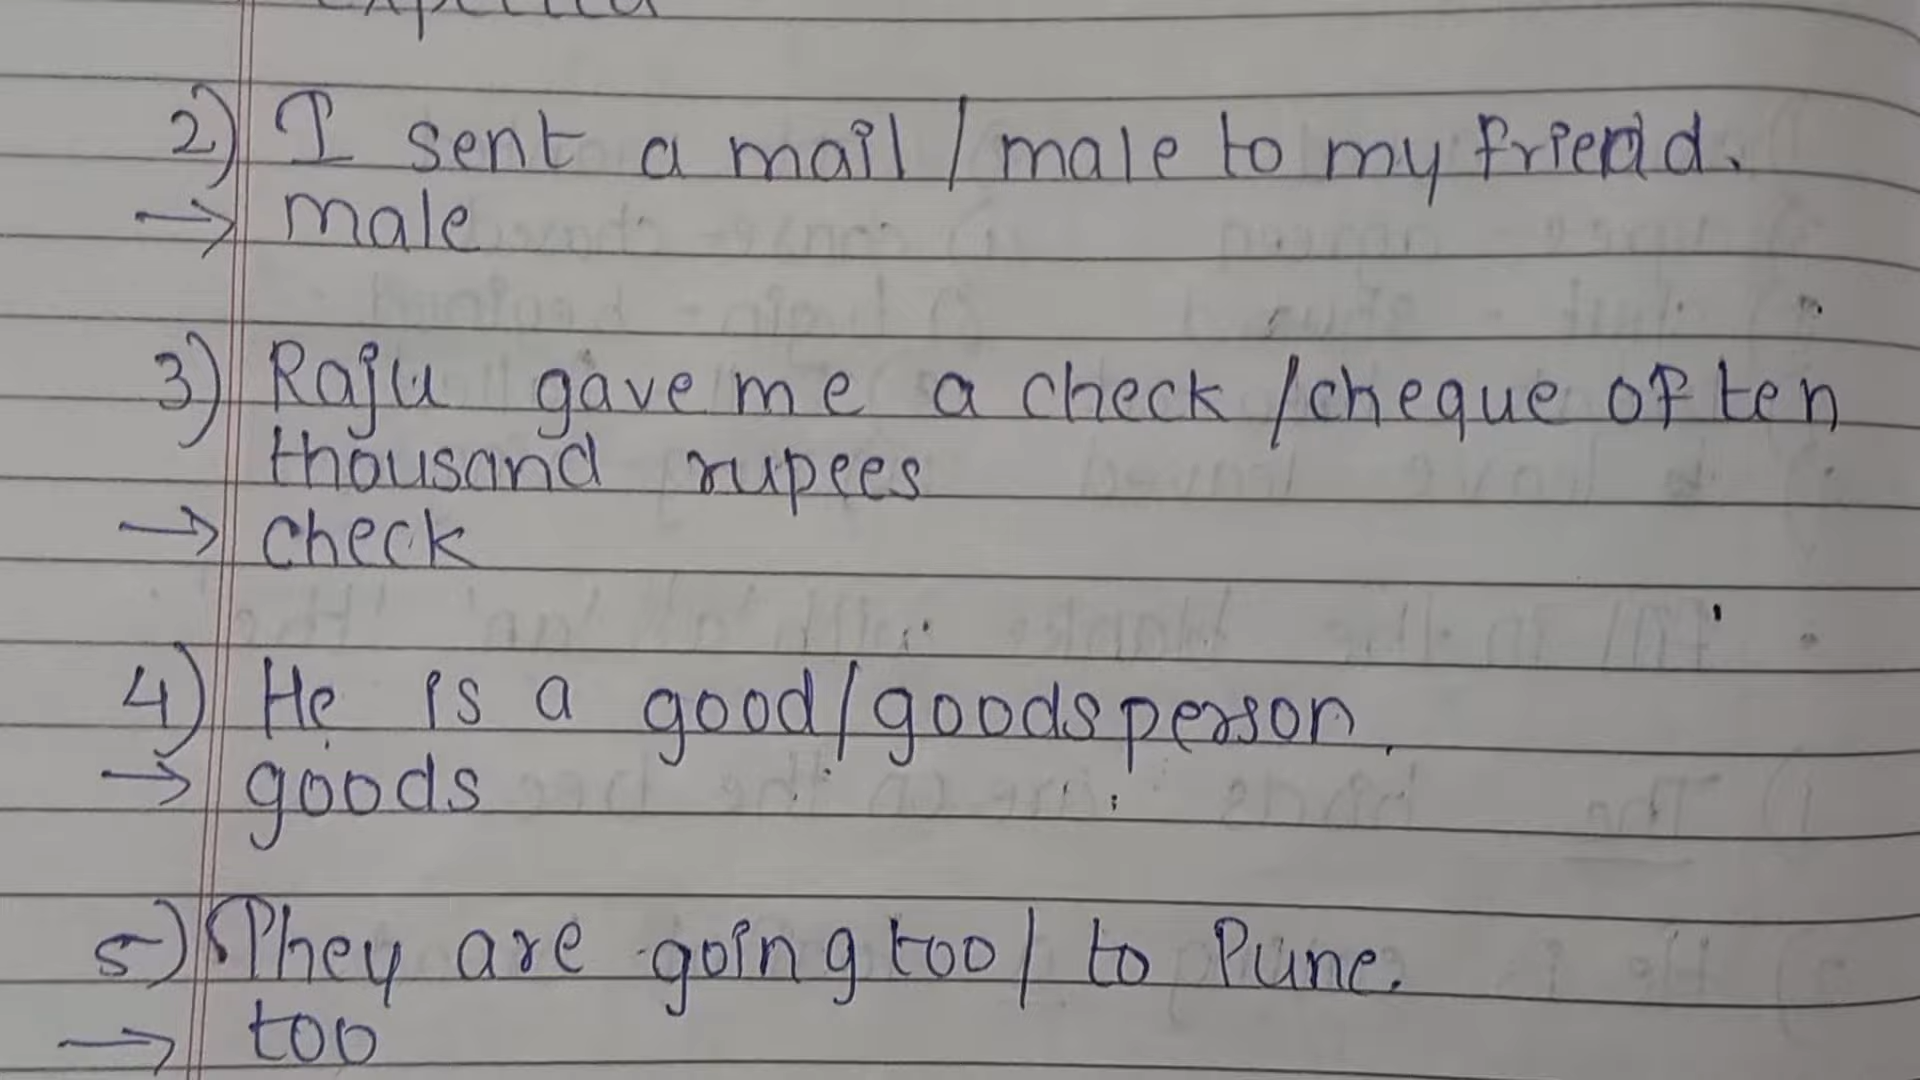 2) I sent a mail / male to my friend.
→ male
3) Raju gave me a check / cheque of ten
thousand rupees
→ check
4) He is a good / goods person.
→ goods
5) They are going too / to Pune.
→ too